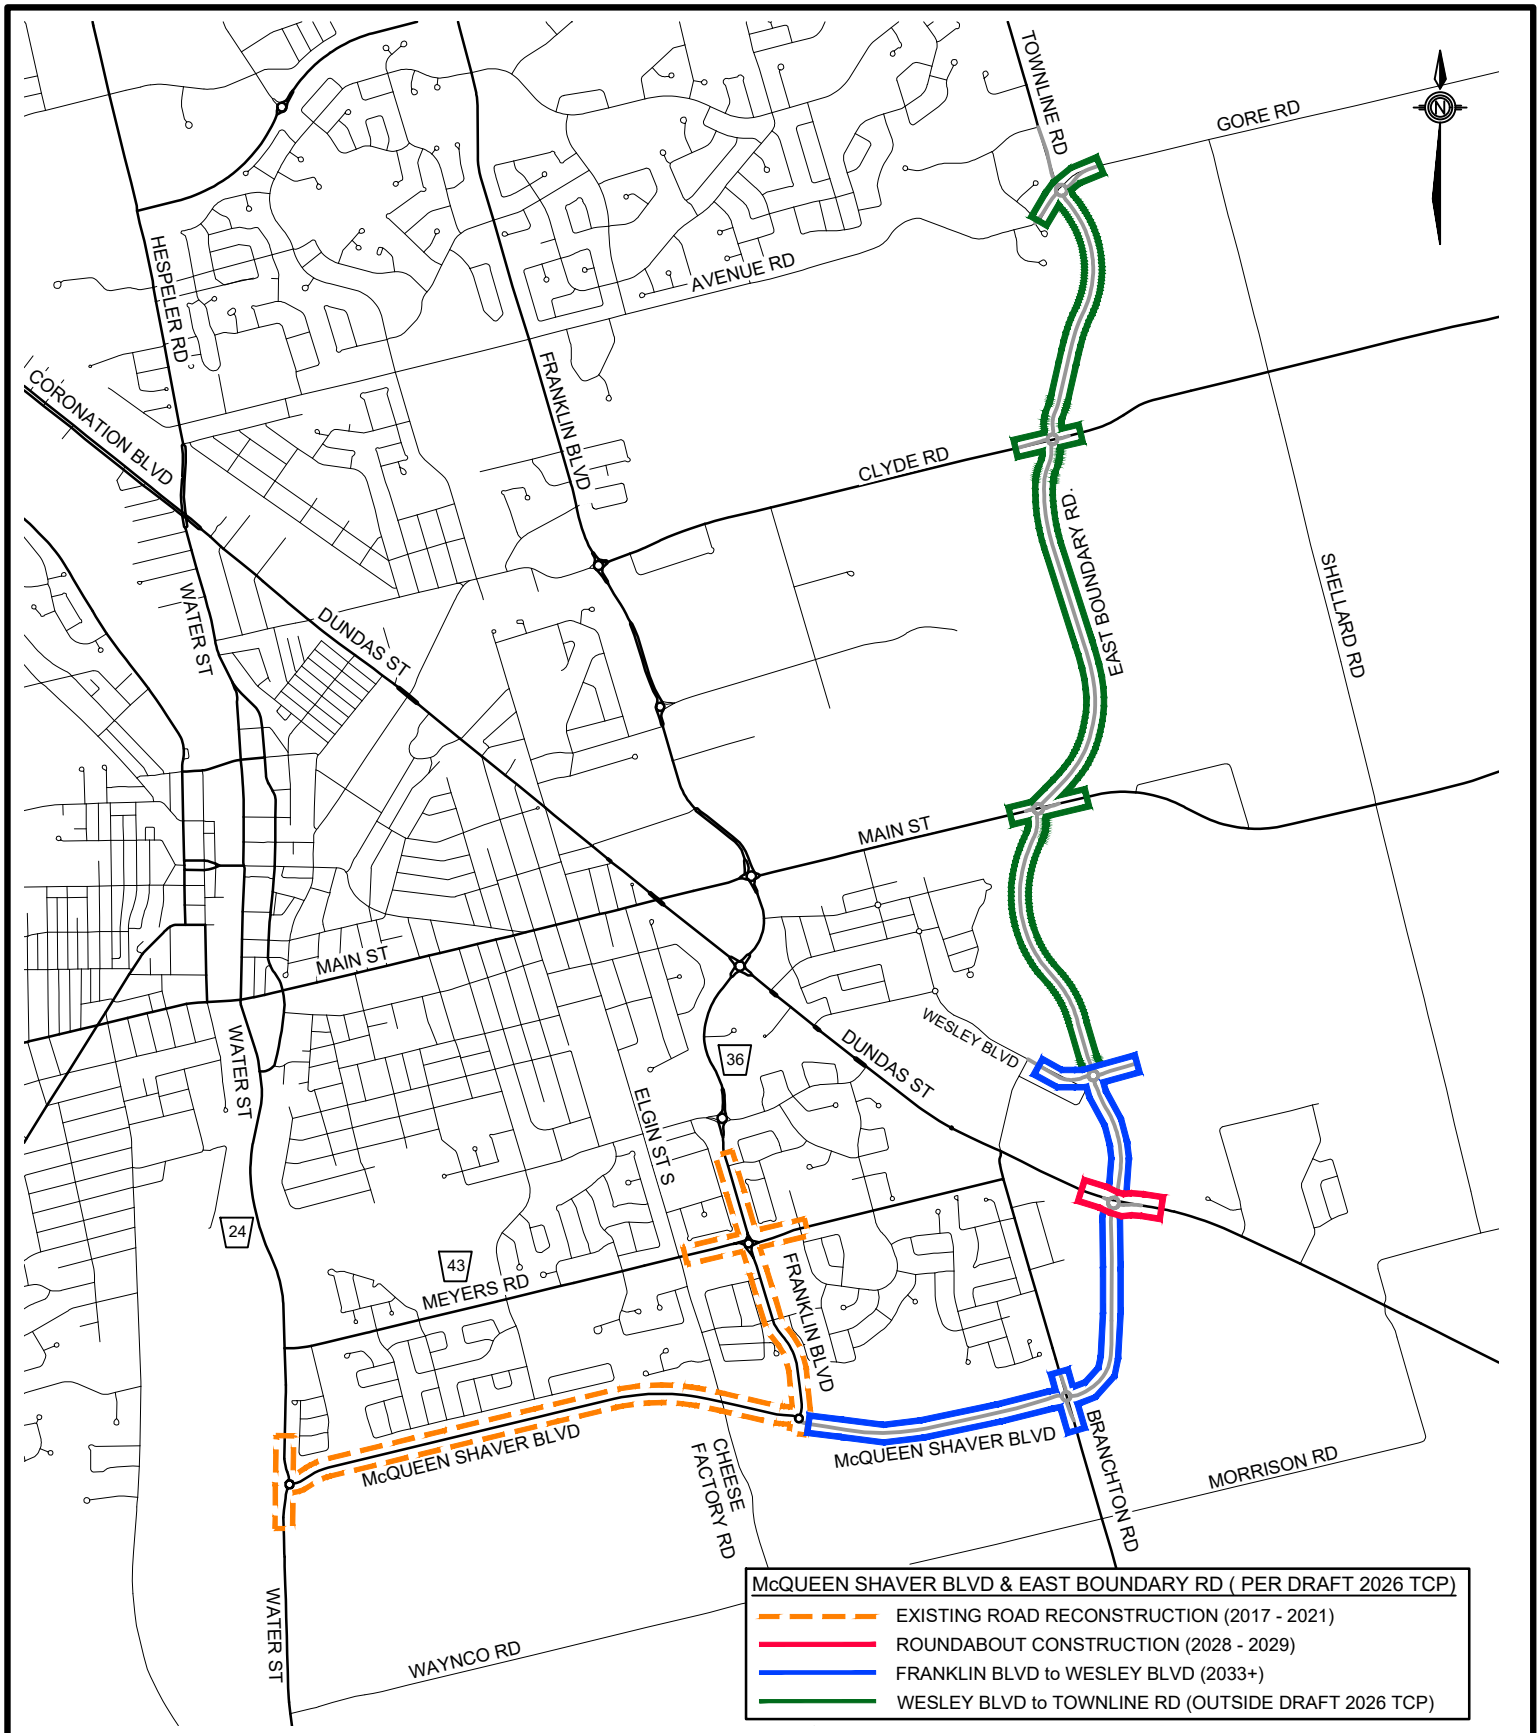 TOWNLINE RD
GORE RD
N
HESPELER RD
AVENUE RD
FRANKLIN BLVD
CORONATION BLVD
CLYDE RD
EAST BOUNDARY RD.
SHELLARD RD
WATER ST
DUNDAS ST
MAIN ST
MAIN ST
WESLEY BLVD
WATER ST
36
DUNDAS ST
ELGIN ST S
24
43
MEYERS RD
FRANKLIN BLVD
McQUEEN SHAVER BLVD
McQUEEN SHAVER BLVD
CHEESE
FACTORY RD
BRANCHTON RD
MORRISON RD
WATER ST
WAYNCO RD
McQUEEN SHAVER BLVD & EAST BOUNDARY RD ( PER DRAFT 2026 TCP)
EXISTING ROAD RECONSTRUCTION (2017 - 2021)
ROUNDABOUT CONSTRUCTION (2028 - 2029)
FRANKLIN BLVD to WESLEY BLVD (2033+)
WESLEY BLVD to TOWNLINE RD (OUTSIDE DRAFT 2026 TCP)